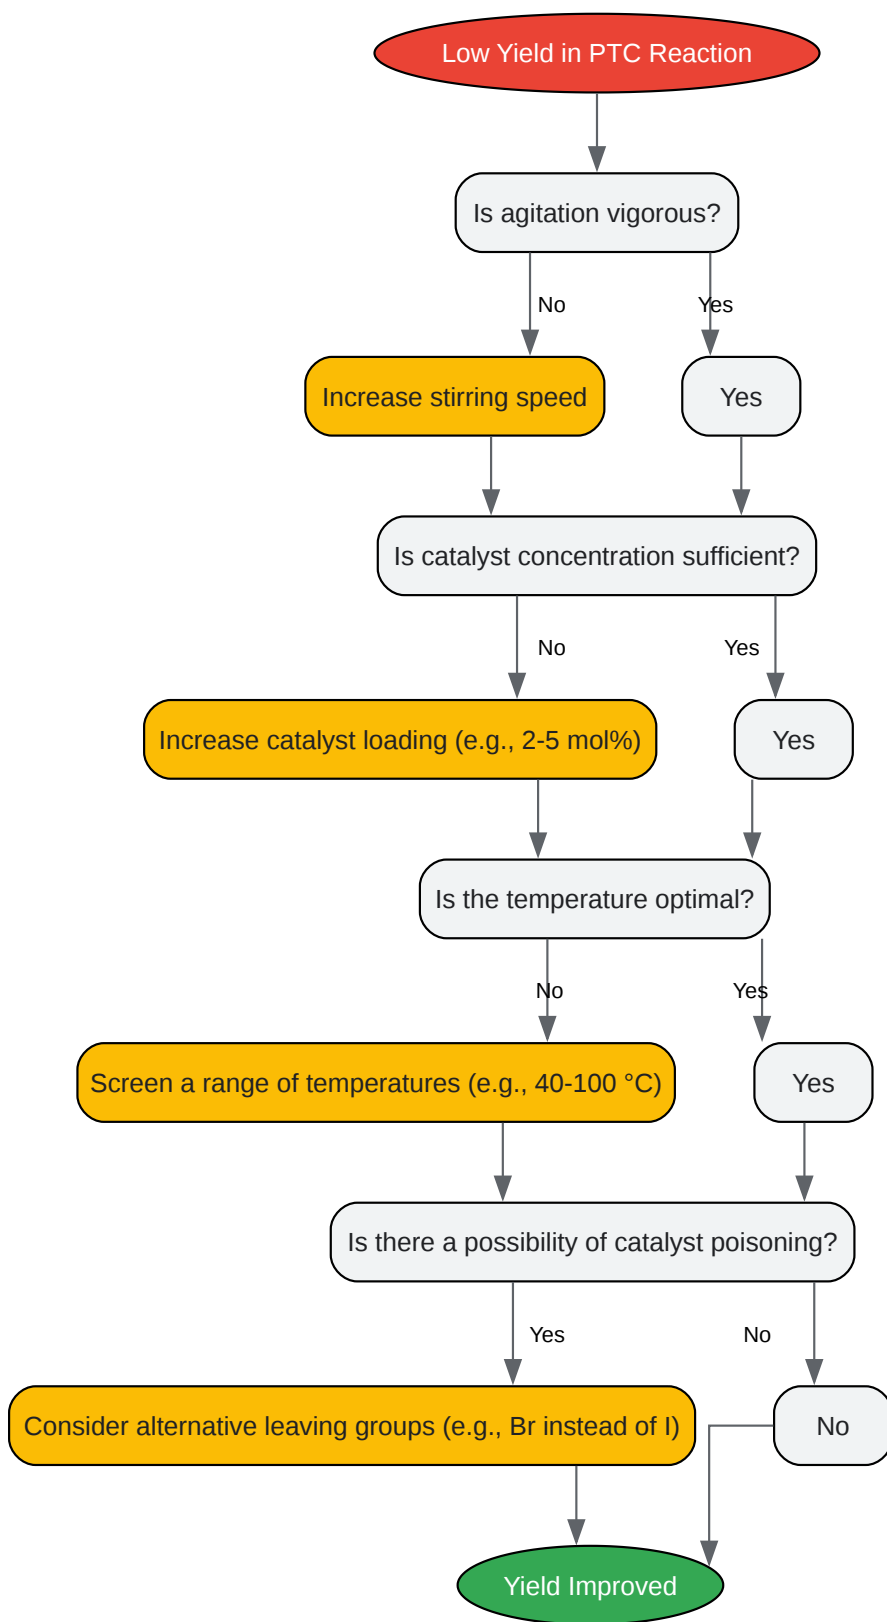 Low Yield in PTC Reaction
Is agitation vigorous?
No
Yes
Increase stirring speed
Yes
Is catalyst concentration sufficient?
No
Yes
Increase catalyst loading (e.g., 2-5 mol%)
Yes
Is the temperature optimal?
No
Yes
Screen a range of temperatures (e.g., 40-100 °C)
Yes
Is there a possibility of catalyst poisoning?
Yes
No
Consider alternative leaving groups (e.g., Br instead of I)
No
Yield Improved